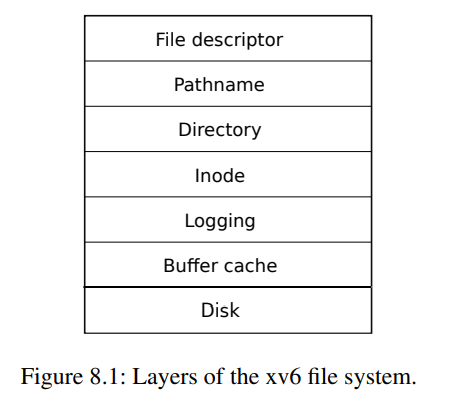 File descriptor
Pathname
Directory
Inode
Logging
Buffer cache
Disk
Figure 8.1: Layers of the xv6 file system.